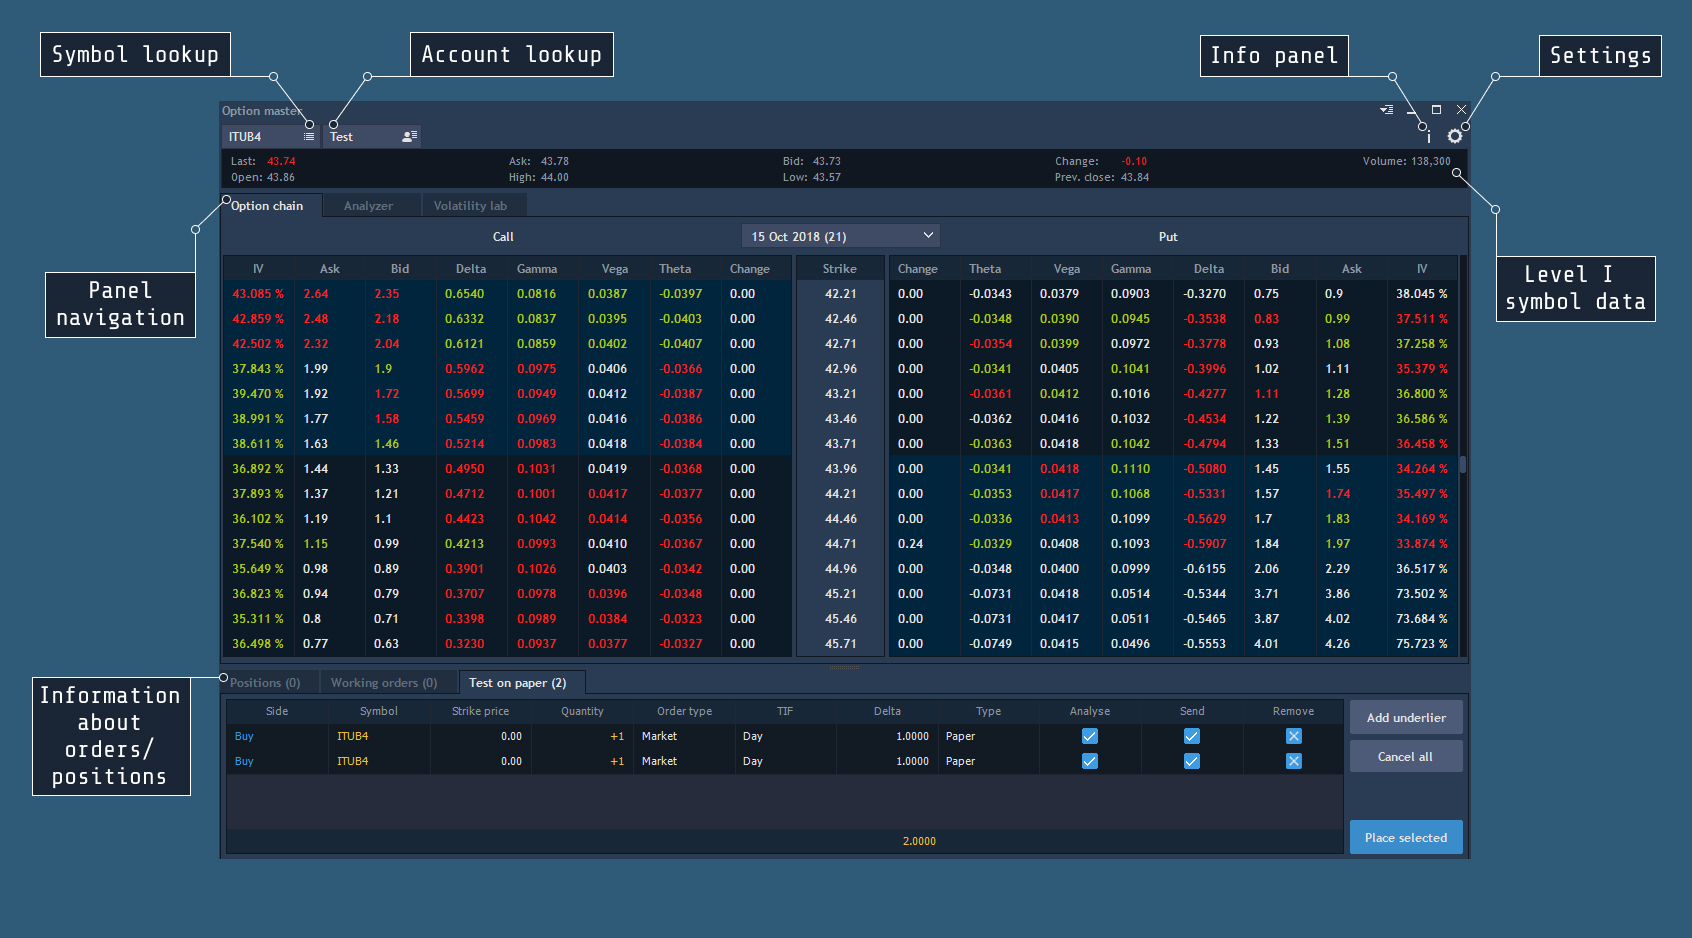 Symbol lookup
Account lookup
Info panel
Settings
Option master
ITUB4
Test
i
Last: 43.74 Ask: 43.78 Bid: 43.73 Change: -0.10 Volume: 138,300
Open: 43.86 High: 44.00 Low: 43.57 Prev. close: 43.84
Option chain Analyzer Volatility lab
Panel
navigation
Level I
symbol data
Call 15 Oct 2018 (21) Put
IV Ask Bid Delta Gamma Vega Theta Change Strike Change Theta Vega Gamma Delta Bid Ask IV
43.085 % 2.64 2.35 0.6540 0.0816 0.0387 -0.0397 0.00 42.21 0.00 -0.0343 0.0379 0.0903 -0.3270 0.75 0.9 38.045 %
42.859 % 2.48 2.18 0.6332 0.0837 0.0395 -0.0403 0.00 42.46 0.00 -0.0348 0.0390 0.0945 -0.3538 0.83 0.99 37.511 %
42.502 % 2.32 2.04 0.6121 0.0859 0.0402 -0.0407 0.00 42.71 0.00 -0.0354 0.0399 0.0972 -0.3778 0.93 1.08 37.258 %
37.843 % 1.99 1.9 0.5962 0.0975 0.0406 -0.0366 0.00 42.96 0.00 -0.0341 0.0405 0.1041 -0.3996 1.02 1.11 35.379 %
39.470 % 1.92 1.72 0.5699 0.0949 0.0412 -0.0387 0.00 43.21 0.00 -0.0361 0.0412 0.1016 -0.4277 1.11 1.28 36.800 %
38.991 % 1.77 1.58 0.5459 0.0969 0.0416 -0.0386 0.00 43.46 0.00 -0.0362 0.0416 0.1032 -0.4534 1.22 1.39 36.586 %
38.611 % 1.63 1.46 0.5214 0.0983 0.0418 -0.0384 0.00 43.71 0.00 -0.0363 0.0418 0.1042 -0.4794 1.33 1.51 36.458 %
36.892 % 1.44 1.33 0.4950 0.1031 0.0419 -0.0368 0.00 43.96 0.00 -0.0341 0.0418 0.1110 -0.5080 1.45 1.55 34.264 %
37.893 % 1.37 1.21 0.4712 0.1001 0.0417 -0.0377 0.00 44.21 0.00 -0.0353 0.0417 0.1068 -0.5331 1.57 1.74 35.497 %
36.102 % 1.19 1.1 0.4423 0.1042 0.0414 -0.0356 0.00 44.46 0.00 -0.0336 0.0413 0.1099 -0.5629 1.7 1.83 34.169 %
37.540 % 1.15 0.99 0.4213 0.0993 0.0410 -0.0367 0.00 44.71 0.24 -0.0329 0.0408 0.1093 -0.5907 1.84 1.97 33.874 %
35.649 % 0.98 0.89 0.3901 0.1026 0.0403 -0.0342 0.00 44.96 0.00 -0.0348 0.0400 0.0999 -0.6155 2.06 2.29 36.517 %
36.823 % 0.94 0.79 0.3707 0.0978 0.0396 -0.0348 0.00 45.21 0.00 -0.0731 0.0418 0.0514 -0.5344 3.71 3.86 73.502 %
35.311 % 0.8 0.71 0.3398 0.0989 0.0384 -0.0323 0.00 45.46 0.00 -0.0731 0.0417 0.0511 -0.5465 3.87 4.02 73.684 %
36.498 % 0.77 0.63 0.3230 0.0937 0.0377 -0.0327 0.00 45.71 0.00 -0.0749 0.0415 0.0496 -0.5553 4.01 4.26 75.723 %
Positions (0) Working orders (0) Test on paper (2)
Information
about
orders/
positions
Side Symbol Strike price Quantity Order type TIF Delta Type Analyse Send Remove
Buy ITUB4 0.00 +1 Market Day 1.0000 Paper
Buy ITUB4 0.00 +1 Market Day 1.0000 Paper
2.0000
Add underlier
Cancel all
Place selected